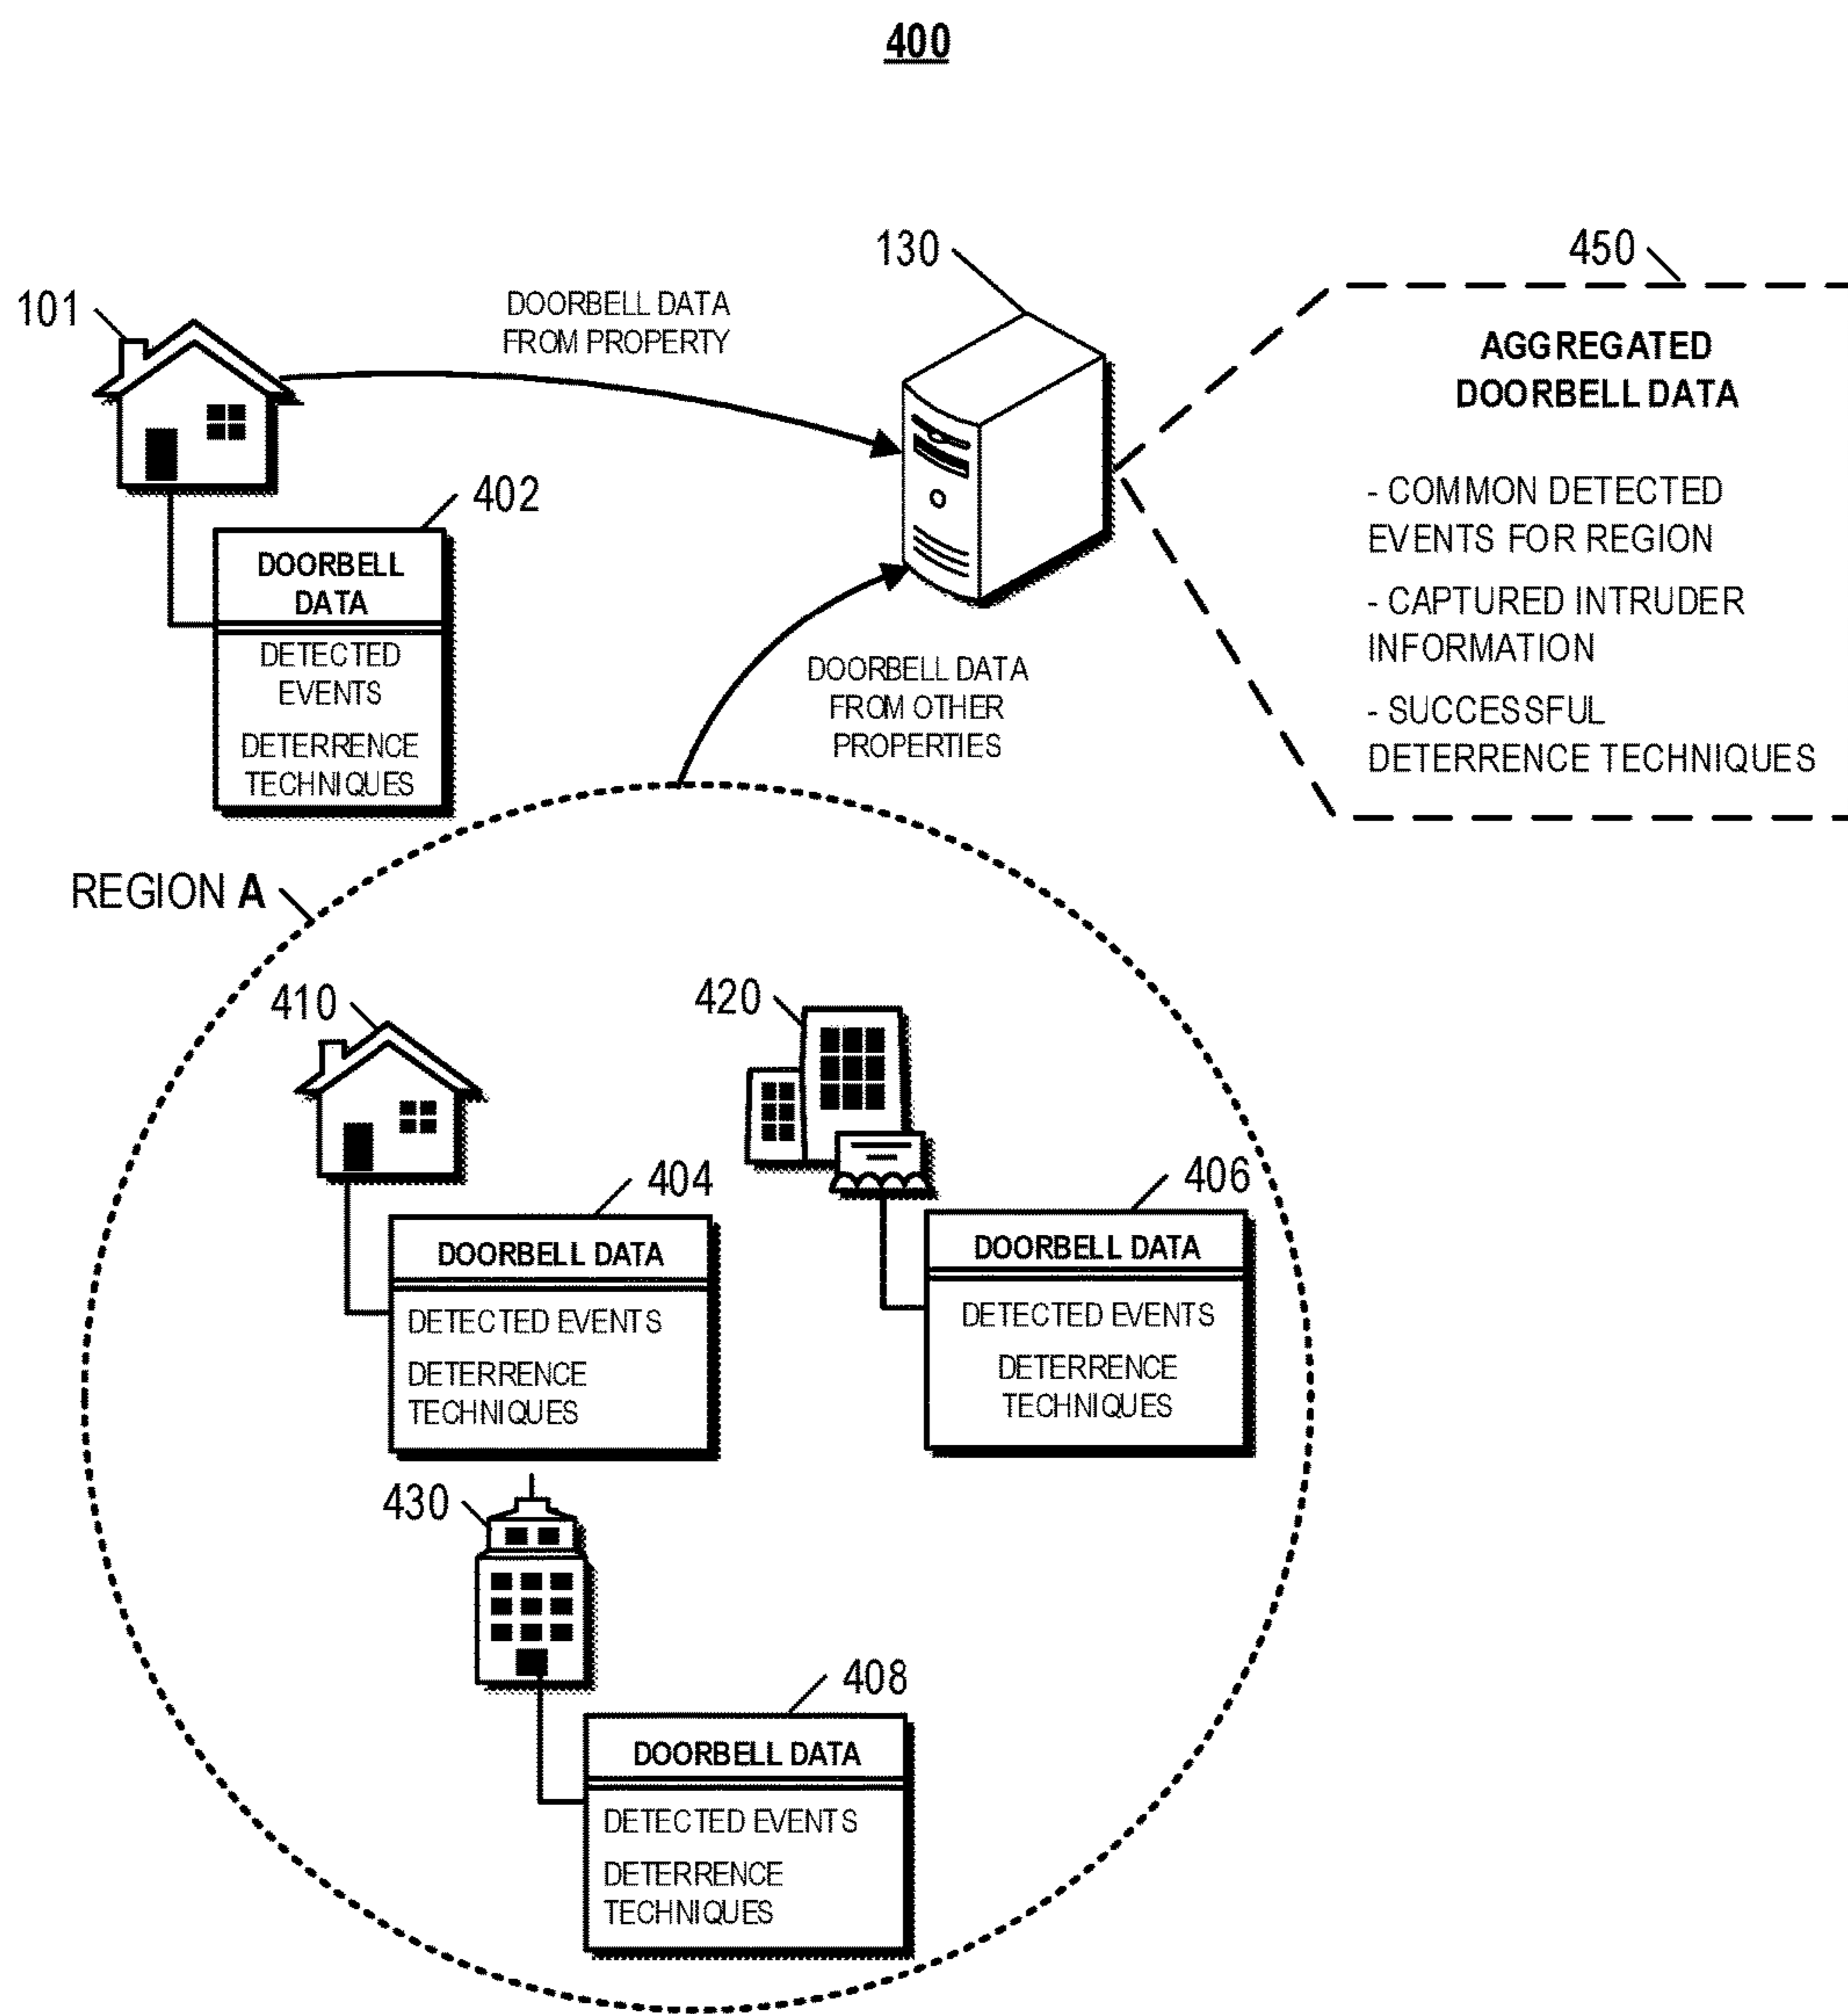 400
130
450
101
DOORBELL DATA
FROM PROPERTY
AGGREGATED
DOORBELL DATA
- COMMON DETECTED
EVENTS FOR REGION
- CAPTURED INTRUDER
INFORMATION
- SUCCESSFUL
DETERRENCE TECHNIQUES
402
DOORBELL
DATA
DETECTED
EVENTS
DETERRENCE
TECHNIQUES
DOORBELL DATA
FROM OTHER
PROPERTIES
REGION A
410
420
404
DOORBELL DATA
DETECTED EVENTS
DETERRENCE
TECHNIQUES
406
DOORBELL DATA
DETECTED EVENTS
DETERRENCE
TECHNIQUES
430
408
DOORBELL DATA
DETECTED EVENTS
DETERRENCE
TECHNIQUES